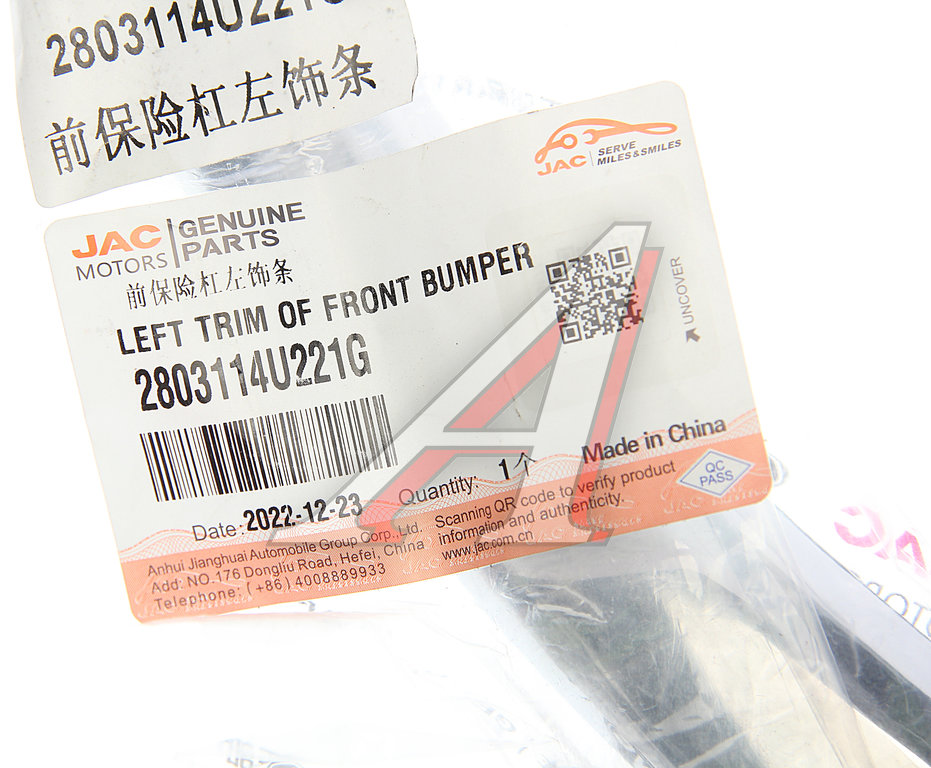 2803114U221G
前保险杠左饰条
JAC
SERVE
MILES&SMILES
JAC
MOTORS
GENUINE
PARTS
前保险杠左饰条
LEFT TRIM OF FRONT BUMPER
2803114U221G
UNCOVER
Made in China
Date:2022-12-23
Quantity: 1个
QC
PASS
Anhui Jianghuai Automobile Group Corp., Ltd.
Add: NO.176 Dongliu Road, Hefei, China
Telephone: (+86) 4008889933
Scanning QR code to verify product
information and authenticity.
www.jac.com.cn